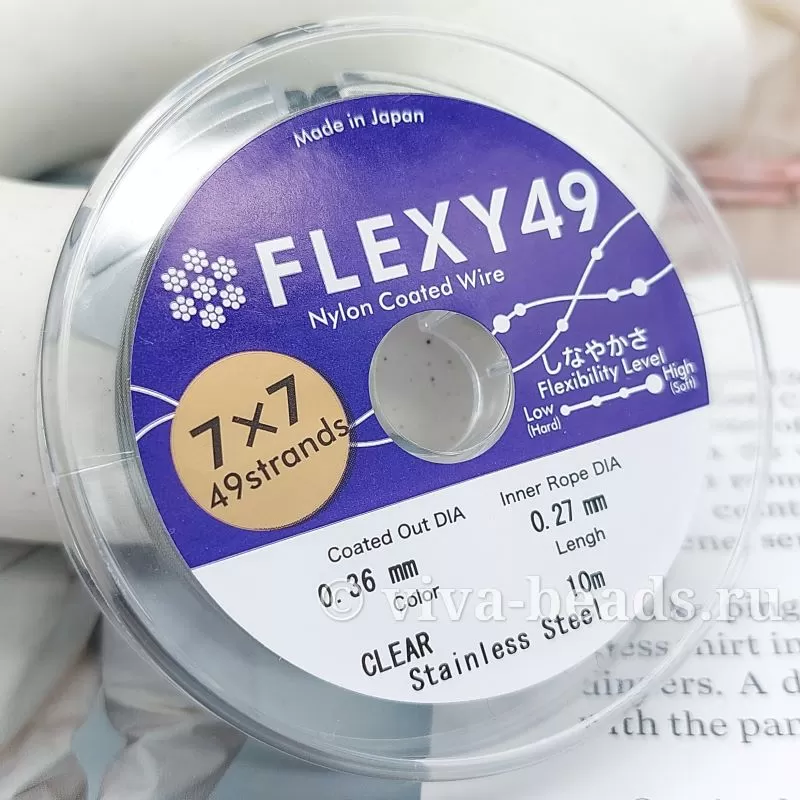 Made in Japan
FLEXY49
Nylon Coated Wire
しなやかさ
Flexibility Level
Low
(Hard)
High
(Soft)
7×7
49strands
Coated Out DIA
0.36 mm
Inner Rope DIA
0.27 mm
Color
CLEAR
Lengh
10m
Stainless Steel
© viva-beads.ru